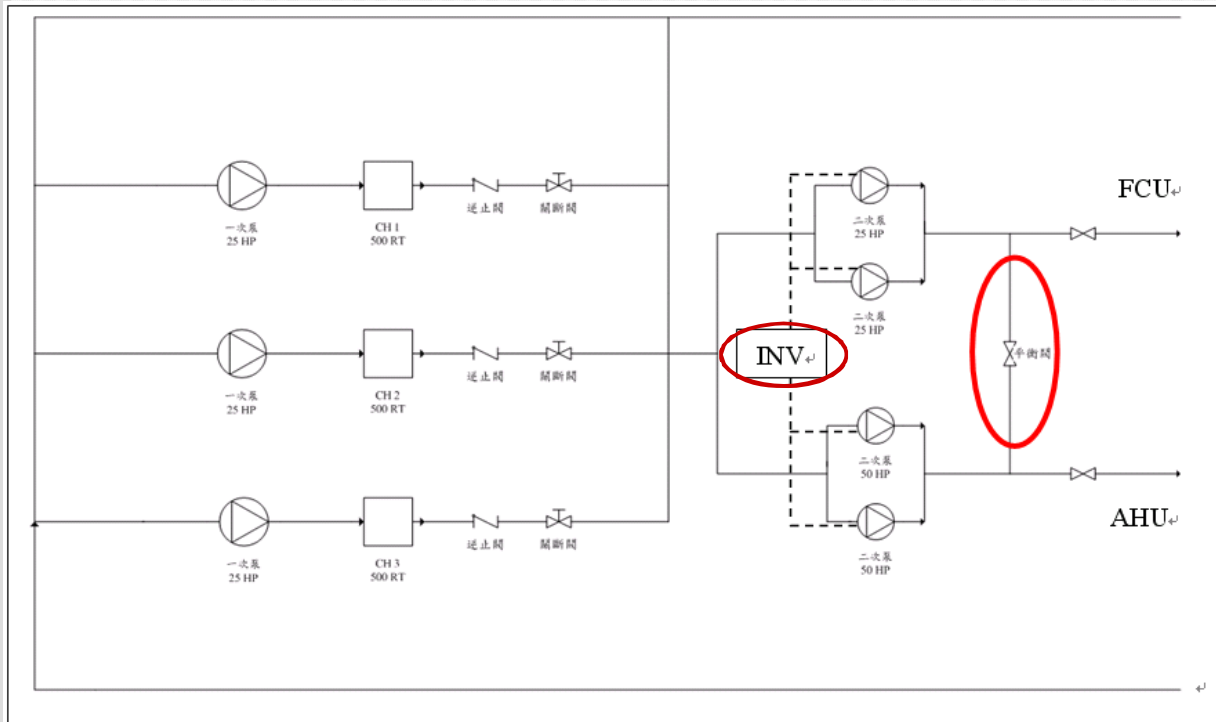 FCU
一次泵
25 HP
CH 1
500 RT
逆止閥
關斷閥
二次泵
25 HP
二次泵
25 HP
一次泵
25 HP
CH 2
500 RT
逆止閥
關斷閥
INV
平衡閥
二次泵
50 HP
AHU
一次泵
25 HP
CH 3
500 RT
逆止閥
關斷閥
二次泵
50 HP